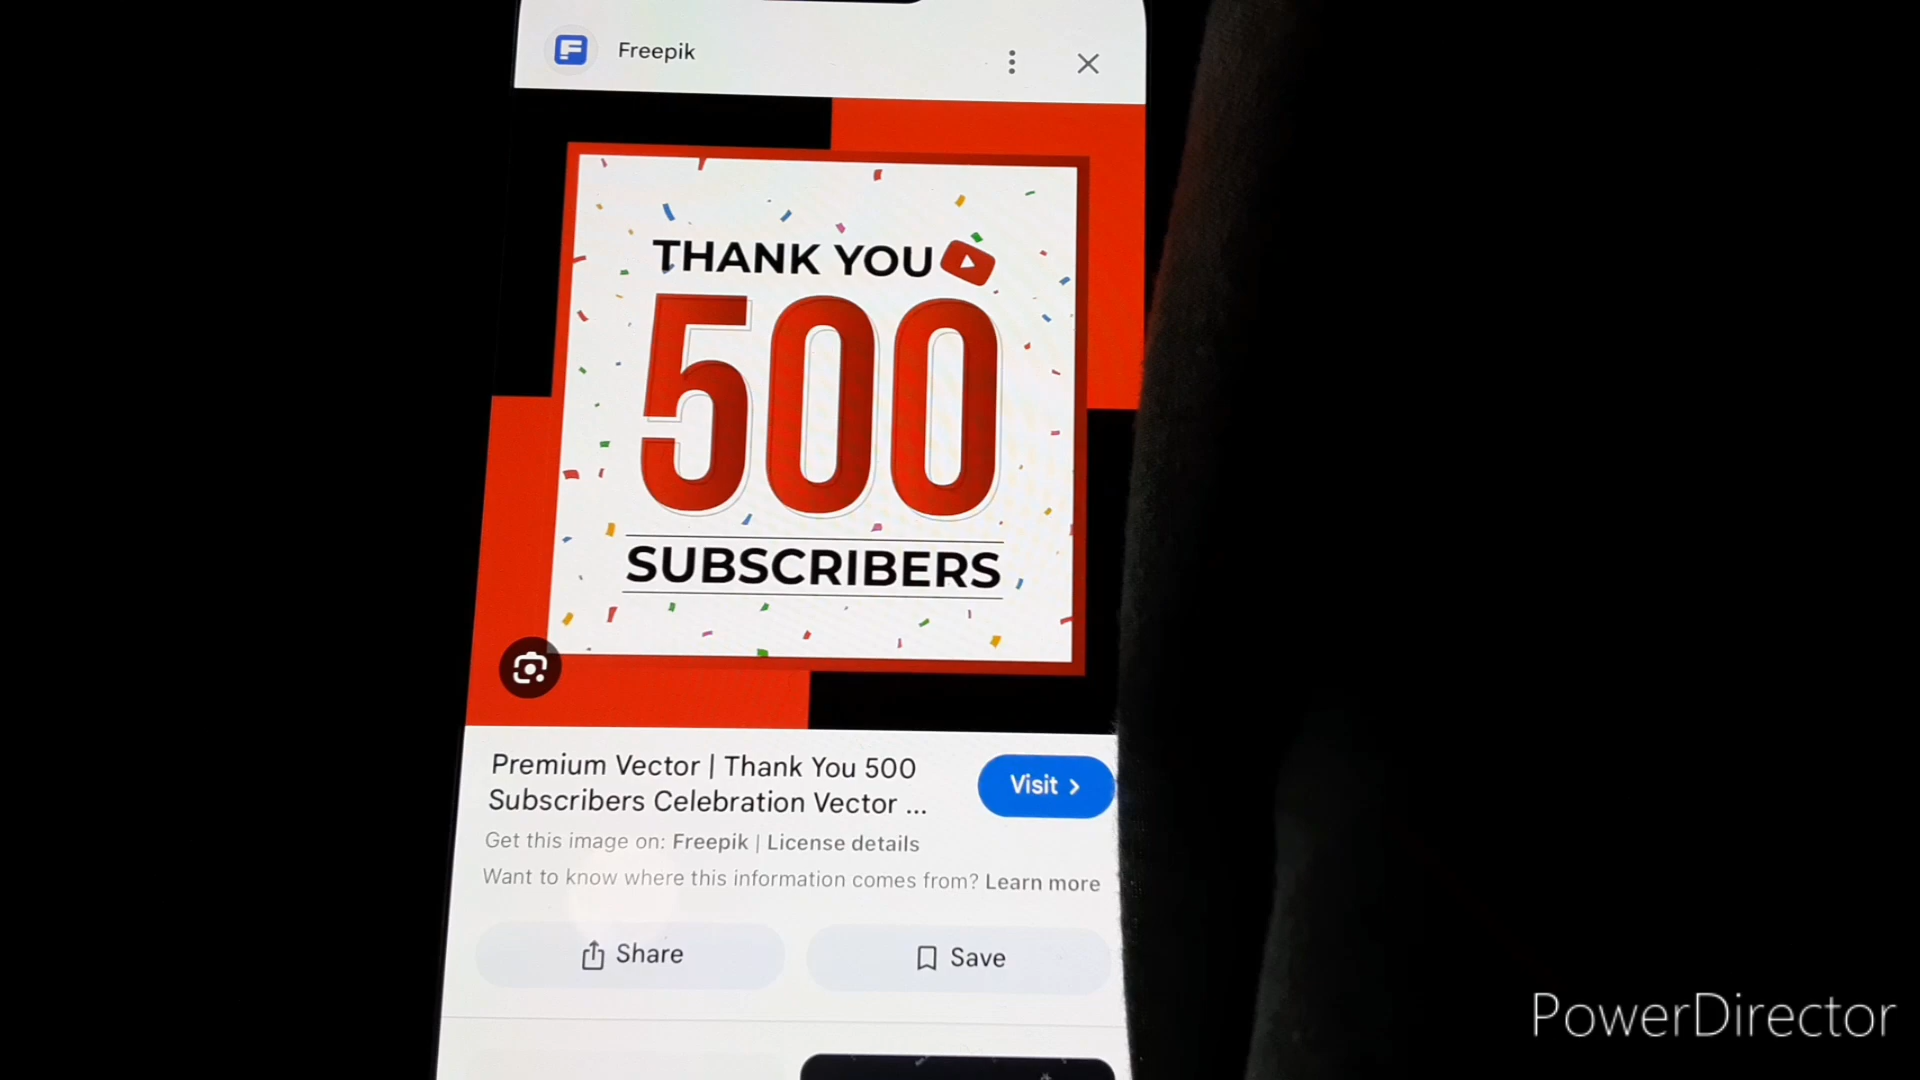 Freepik
THANK YOU
500
SUBSCRIBERS
Premium Vector | Thank You 500
Subscribers Celebration Vector ...
Visit >
Get this image on: Freepik | License details
Want to know where this information comes from? Learn more
Share
Save
PowerDirector